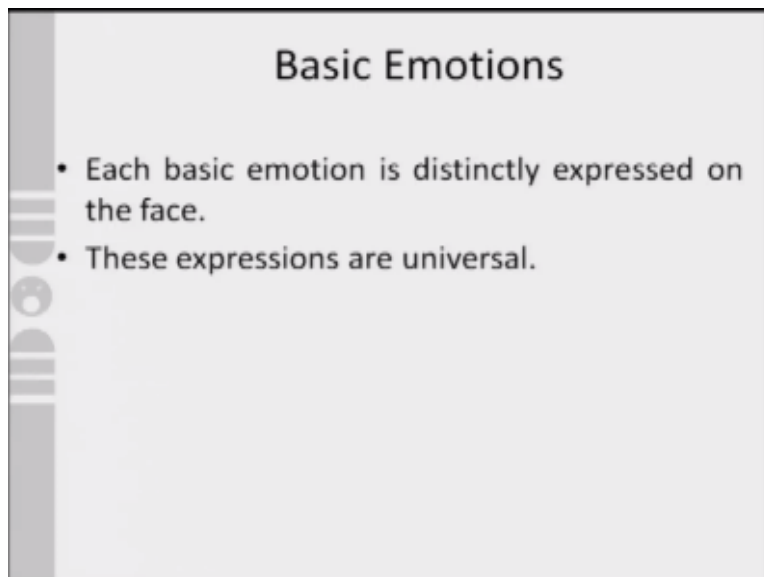 Basic Emotions
• Each basic emotion is distinctly expressed on
the face.
• These expressions are universal.